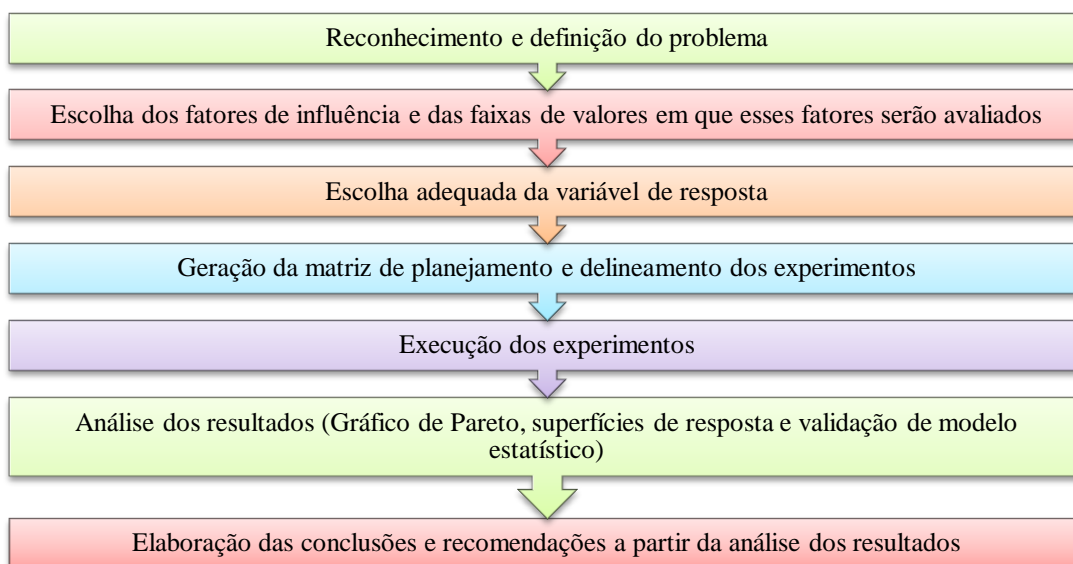 Reconhecimento e definição do problema
Escolha dos fatores de influência e das faixas de valores em que esses fatores serão avaliados
Escolha adequada da variável de resposta
Geração da matriz de planejamento e delineamento dos experimentos
Execução dos experimentos
Análise dos resultados (Gráfico de Pareto, superfícies de resposta e validação de modelo
estatístico)
Elaboração das conclusões e recomendações a partir da análise dos resultados